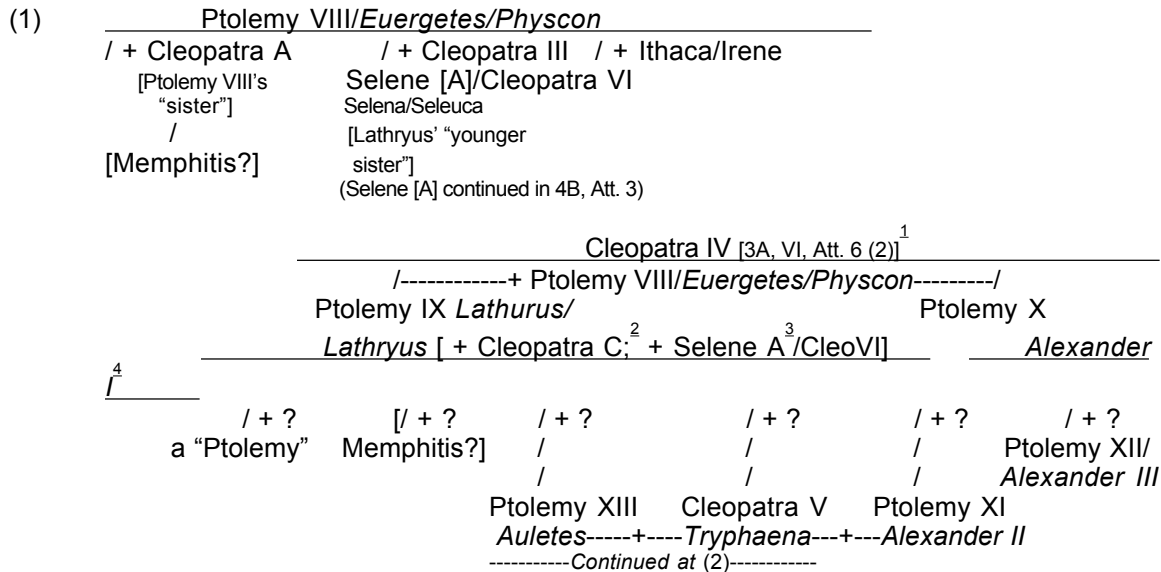 (1) Ptolemy VIII/Euergetes/Physcon
/ + Cleopatra A / + Cleopatra III / + Ithaca/Irene
[Ptolemy VIII's Selene [A]/Cleopatra VI
"sister"] Selena/Seleuca
/ [Lathryus' "younger
[Memphitis?] sister"]
(Selene [A] continued in 4B, Att. 3)
Cleopatra IV [3A, VI, Att. 6 (2)]1
/------------+ Ptolemy VIII/Euergetes/Physcon---------/
Ptolemy IX Lathurus/ Ptolemy X
Lathryus [ + Cleopatra C;2 + Selene A3/CleoVI] Alexander
I4
/ + ? [/ + ? / + ? / + ? / + ? / + ?
a "Ptolemy" Memphitis?] / / / Ptolemy XII/
/ / / Alexander III
Ptolemy XIII Cleopatra V Ptolemy XI
Auletes-----+----Tryphaena---+---Alexander II
-----------Continued at (2)------------